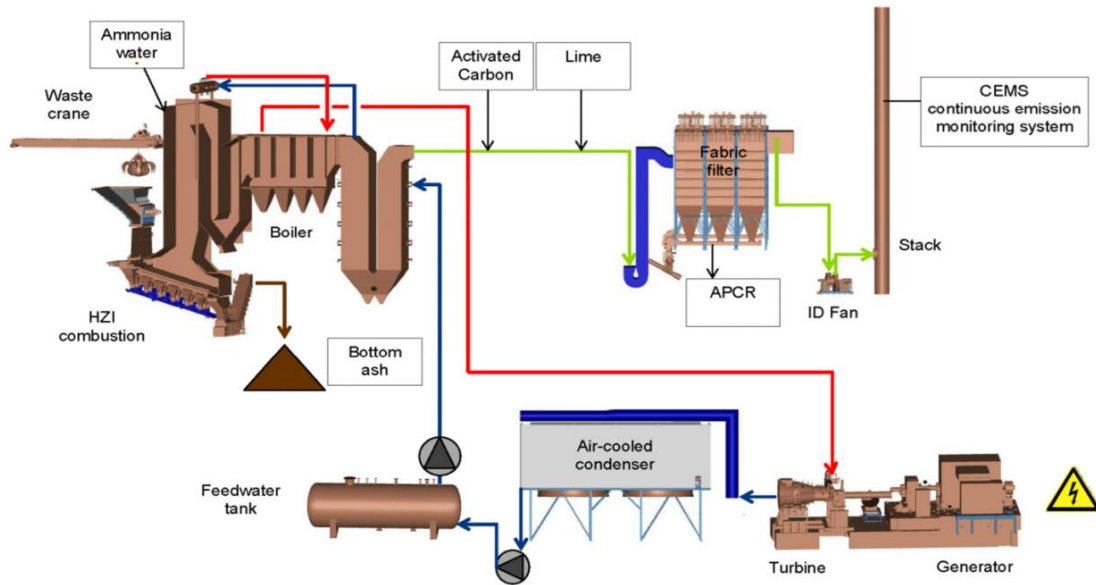 Ammonia
water
Waste
crane
Activated
Carbon
Lime
CEMS
continuous emission
monitoring system
Fabric
filter
Boiler
Stack
APCR
ID Fan
HZI
combustion
Bottom
ash
Air-cooled
condenser
Feedwater
tank
Turbine
Generator